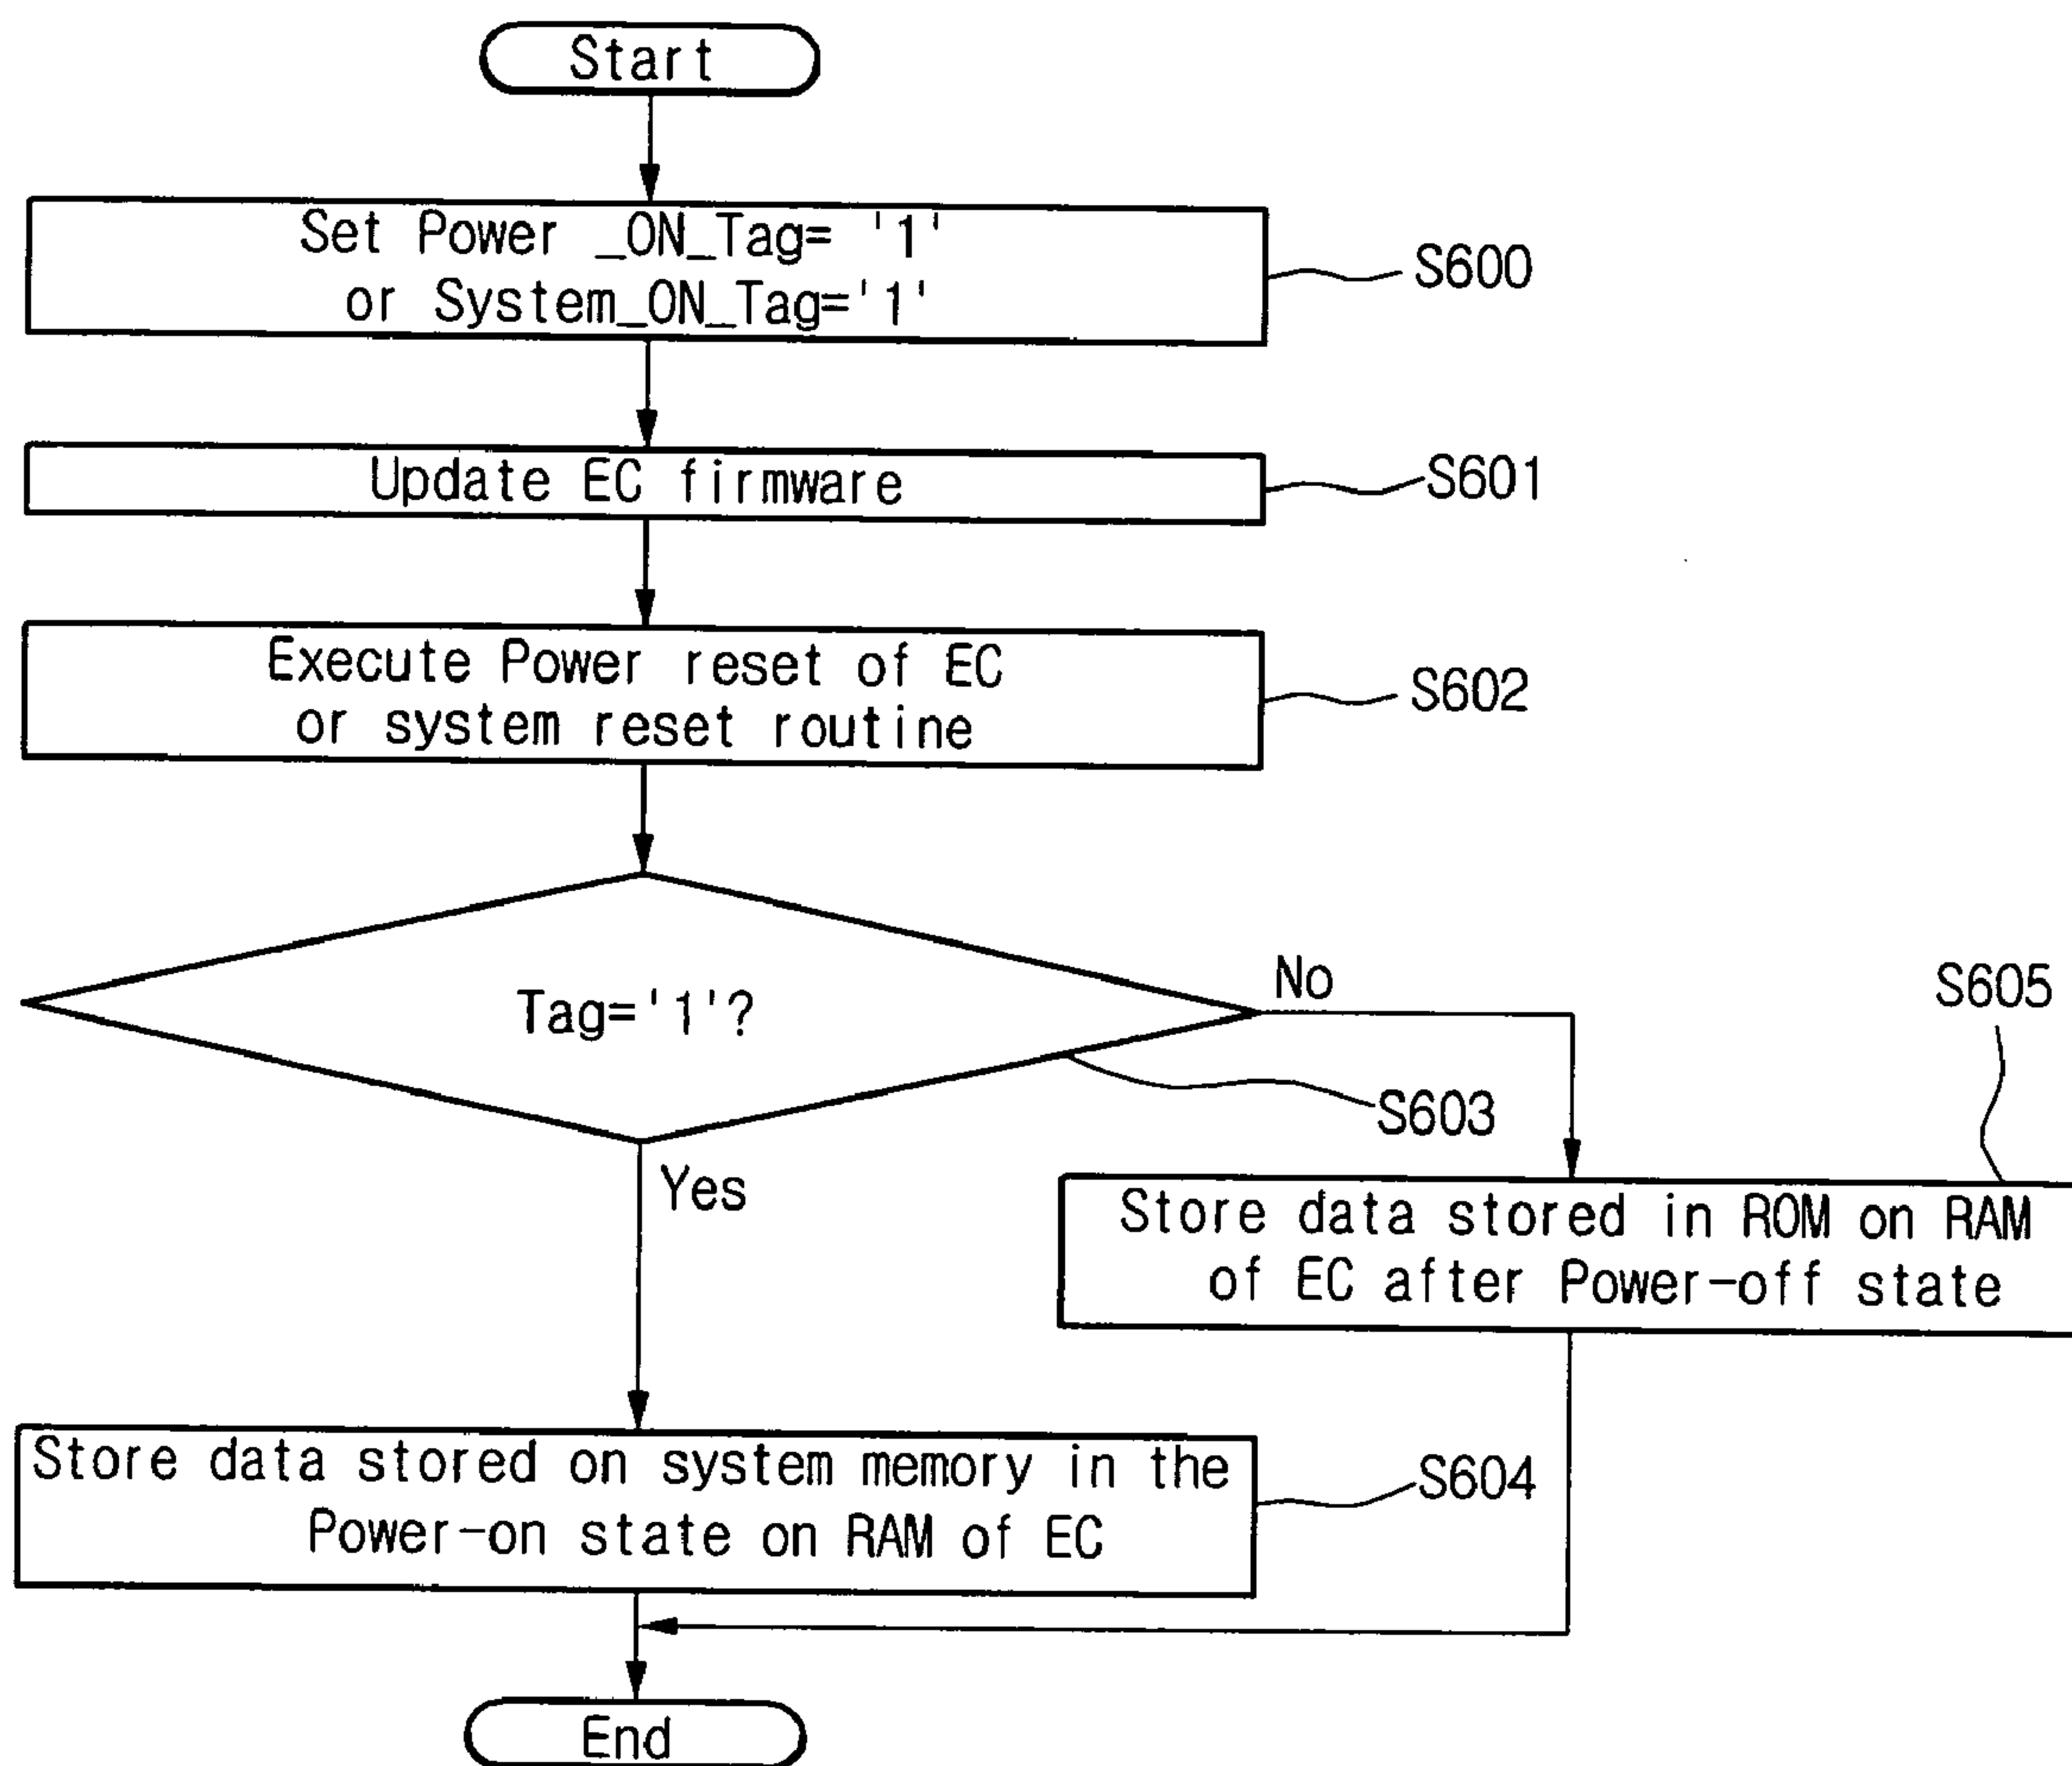 Start
Set Power _ON_Tag= '1'
or System_ON_Tag='1'
S600
Update EC firmware
S601
Execute Power reset of EC
or system reset routine
S602
Tag='1'?
No
S603
Yes
S605
Store data stored in ROM on RAM
of EC after Power-off state
Store data stored on system memory in the
Power-on state on RAM of EC
S604
End